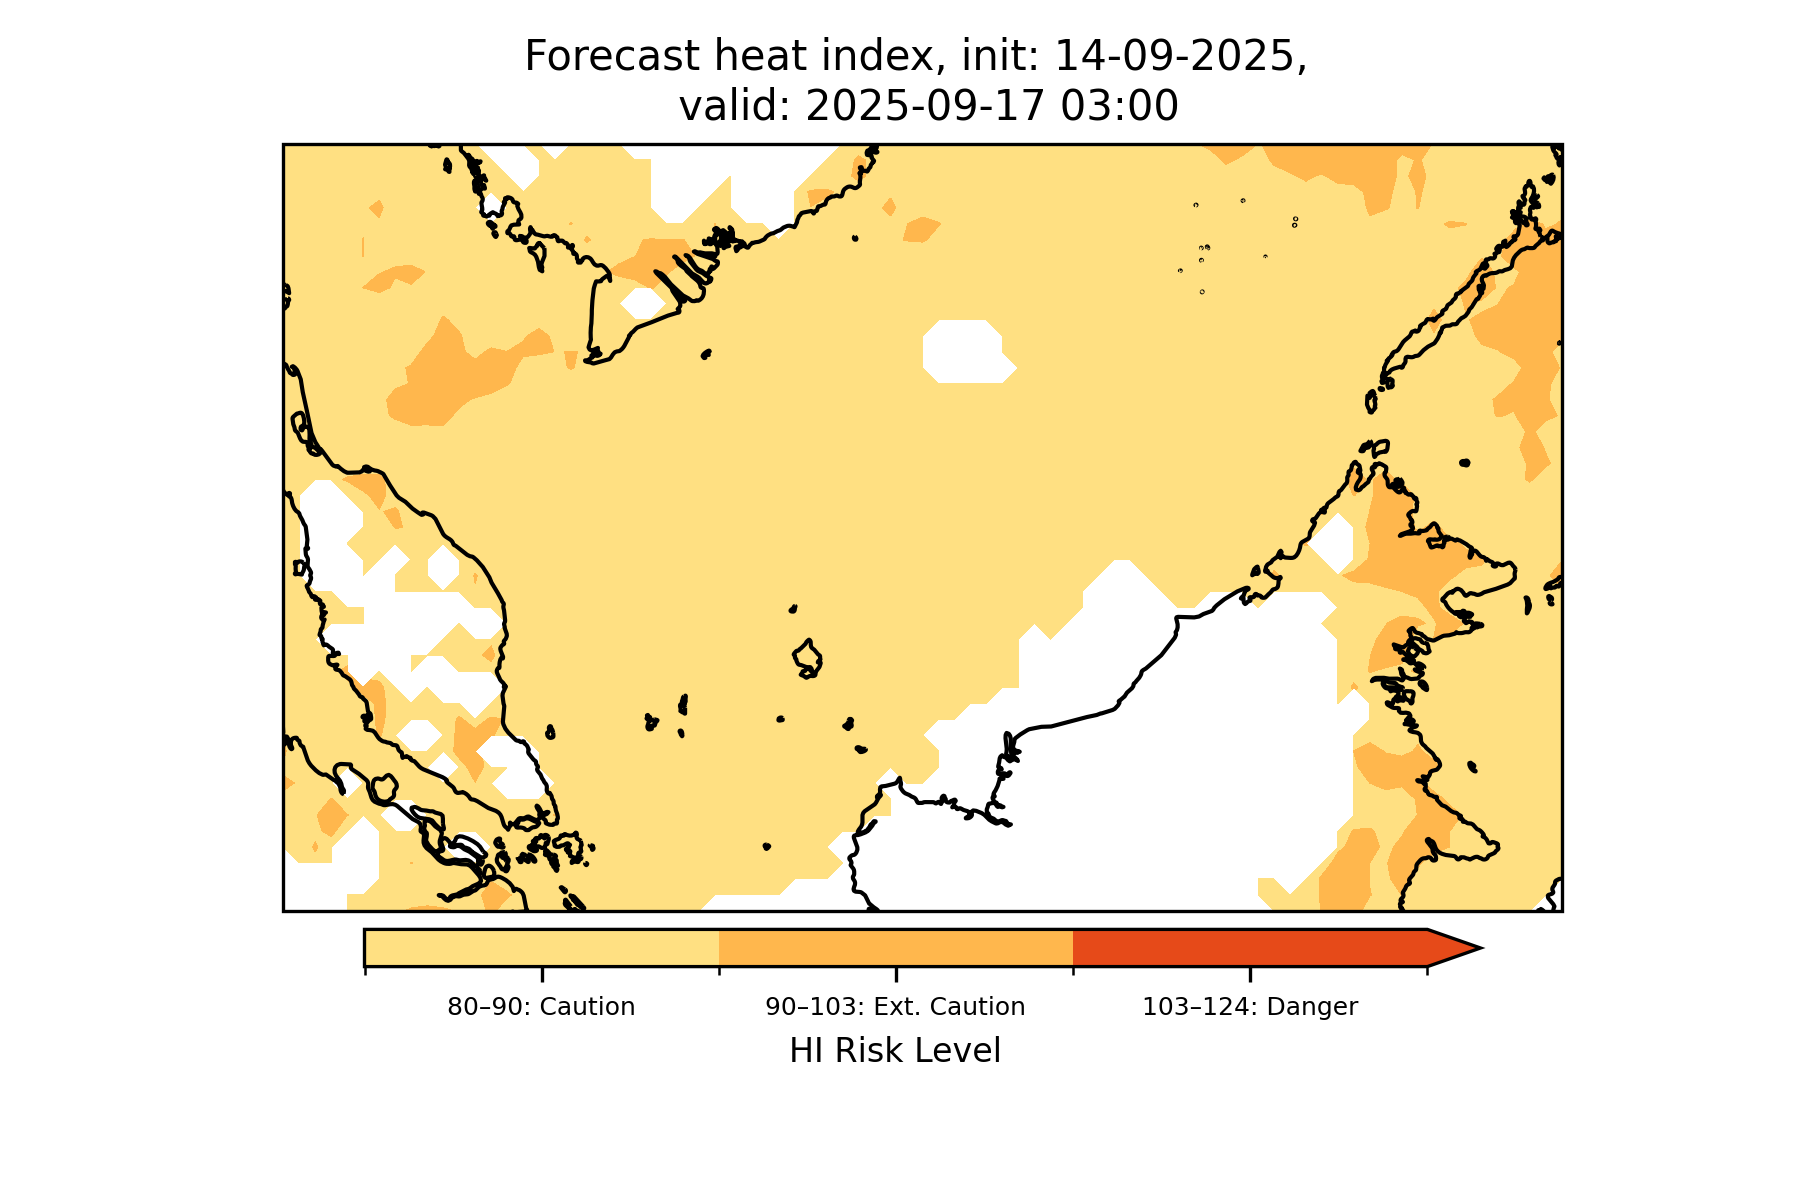 Forecast heat index, init: 14-09-2025,
valid: 2025-09-17 03:00
80–90: Caution
90–103: Ext. Caution
103–124: Danger
HI Risk Level